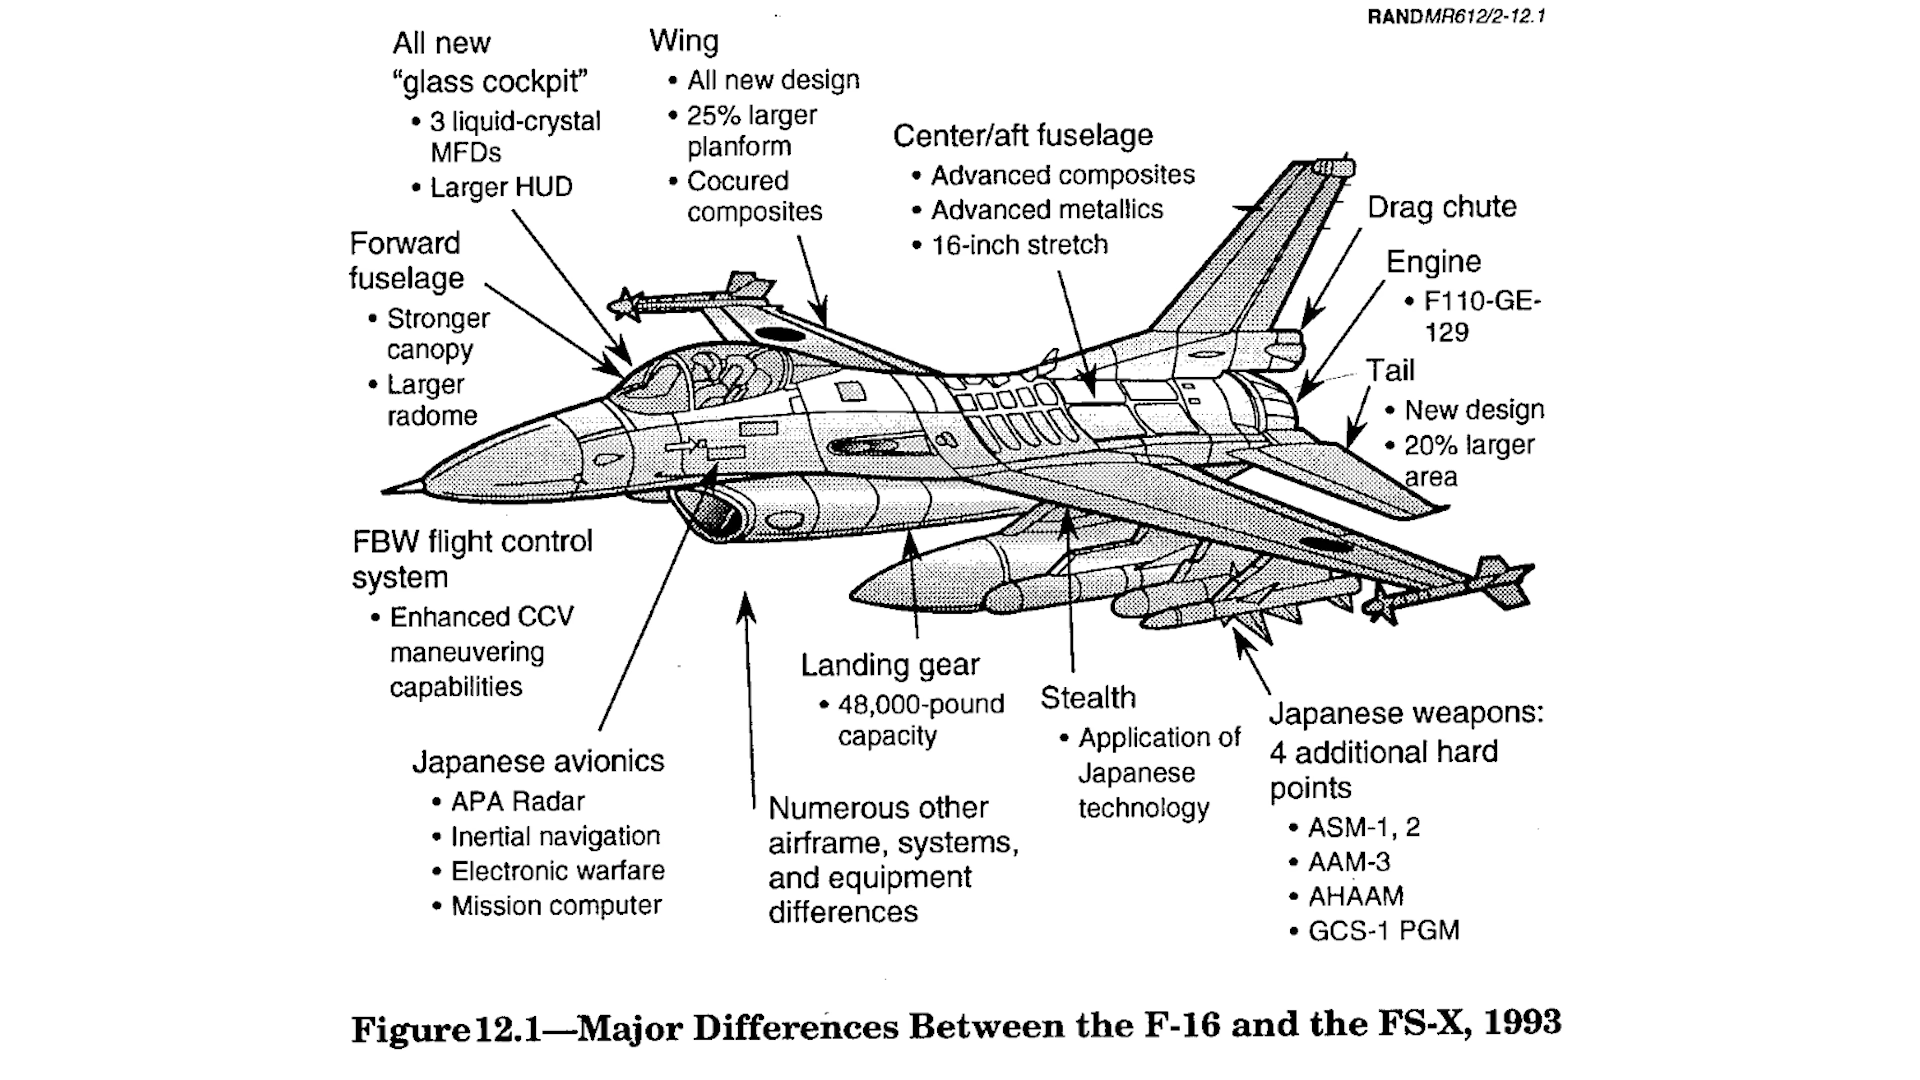 RANDMR612/2-12.1
All new
“glass cockpit”
• 3 liquid-crystal
MFDs
• Larger HUD
Wing
• All new design
• 25% larger
planform
• Cocured
composites
Center/aft fuselage
• Advanced composites
• Advanced metallics
• 16-inch stretch
Drag chute
Engine
• F110-GE-
129
Tail
• New design
• 20% larger
area
Forward
fuselage
• Stronger
canopy
• Larger
radome
FBW flight control
system
• Enhanced CCV
maneuvering
capabilities
Japanese avionics
• APA Radar
• Inertial navigation
• Electronic warfare
• Mission computer
Numerous other
airframe, systems,
and equipment
differences
Landing gear
• 48,000-pound
capacity
Stealth
• Application of
Japanese
technology
Japanese weapons:
4 additional hard
points
• ASM-1, 2
• AAM-3
• AHAAM
• GCS-1 PGM
Figure 12.1—Major Differences Between the F-16 and the FS-X, 1993